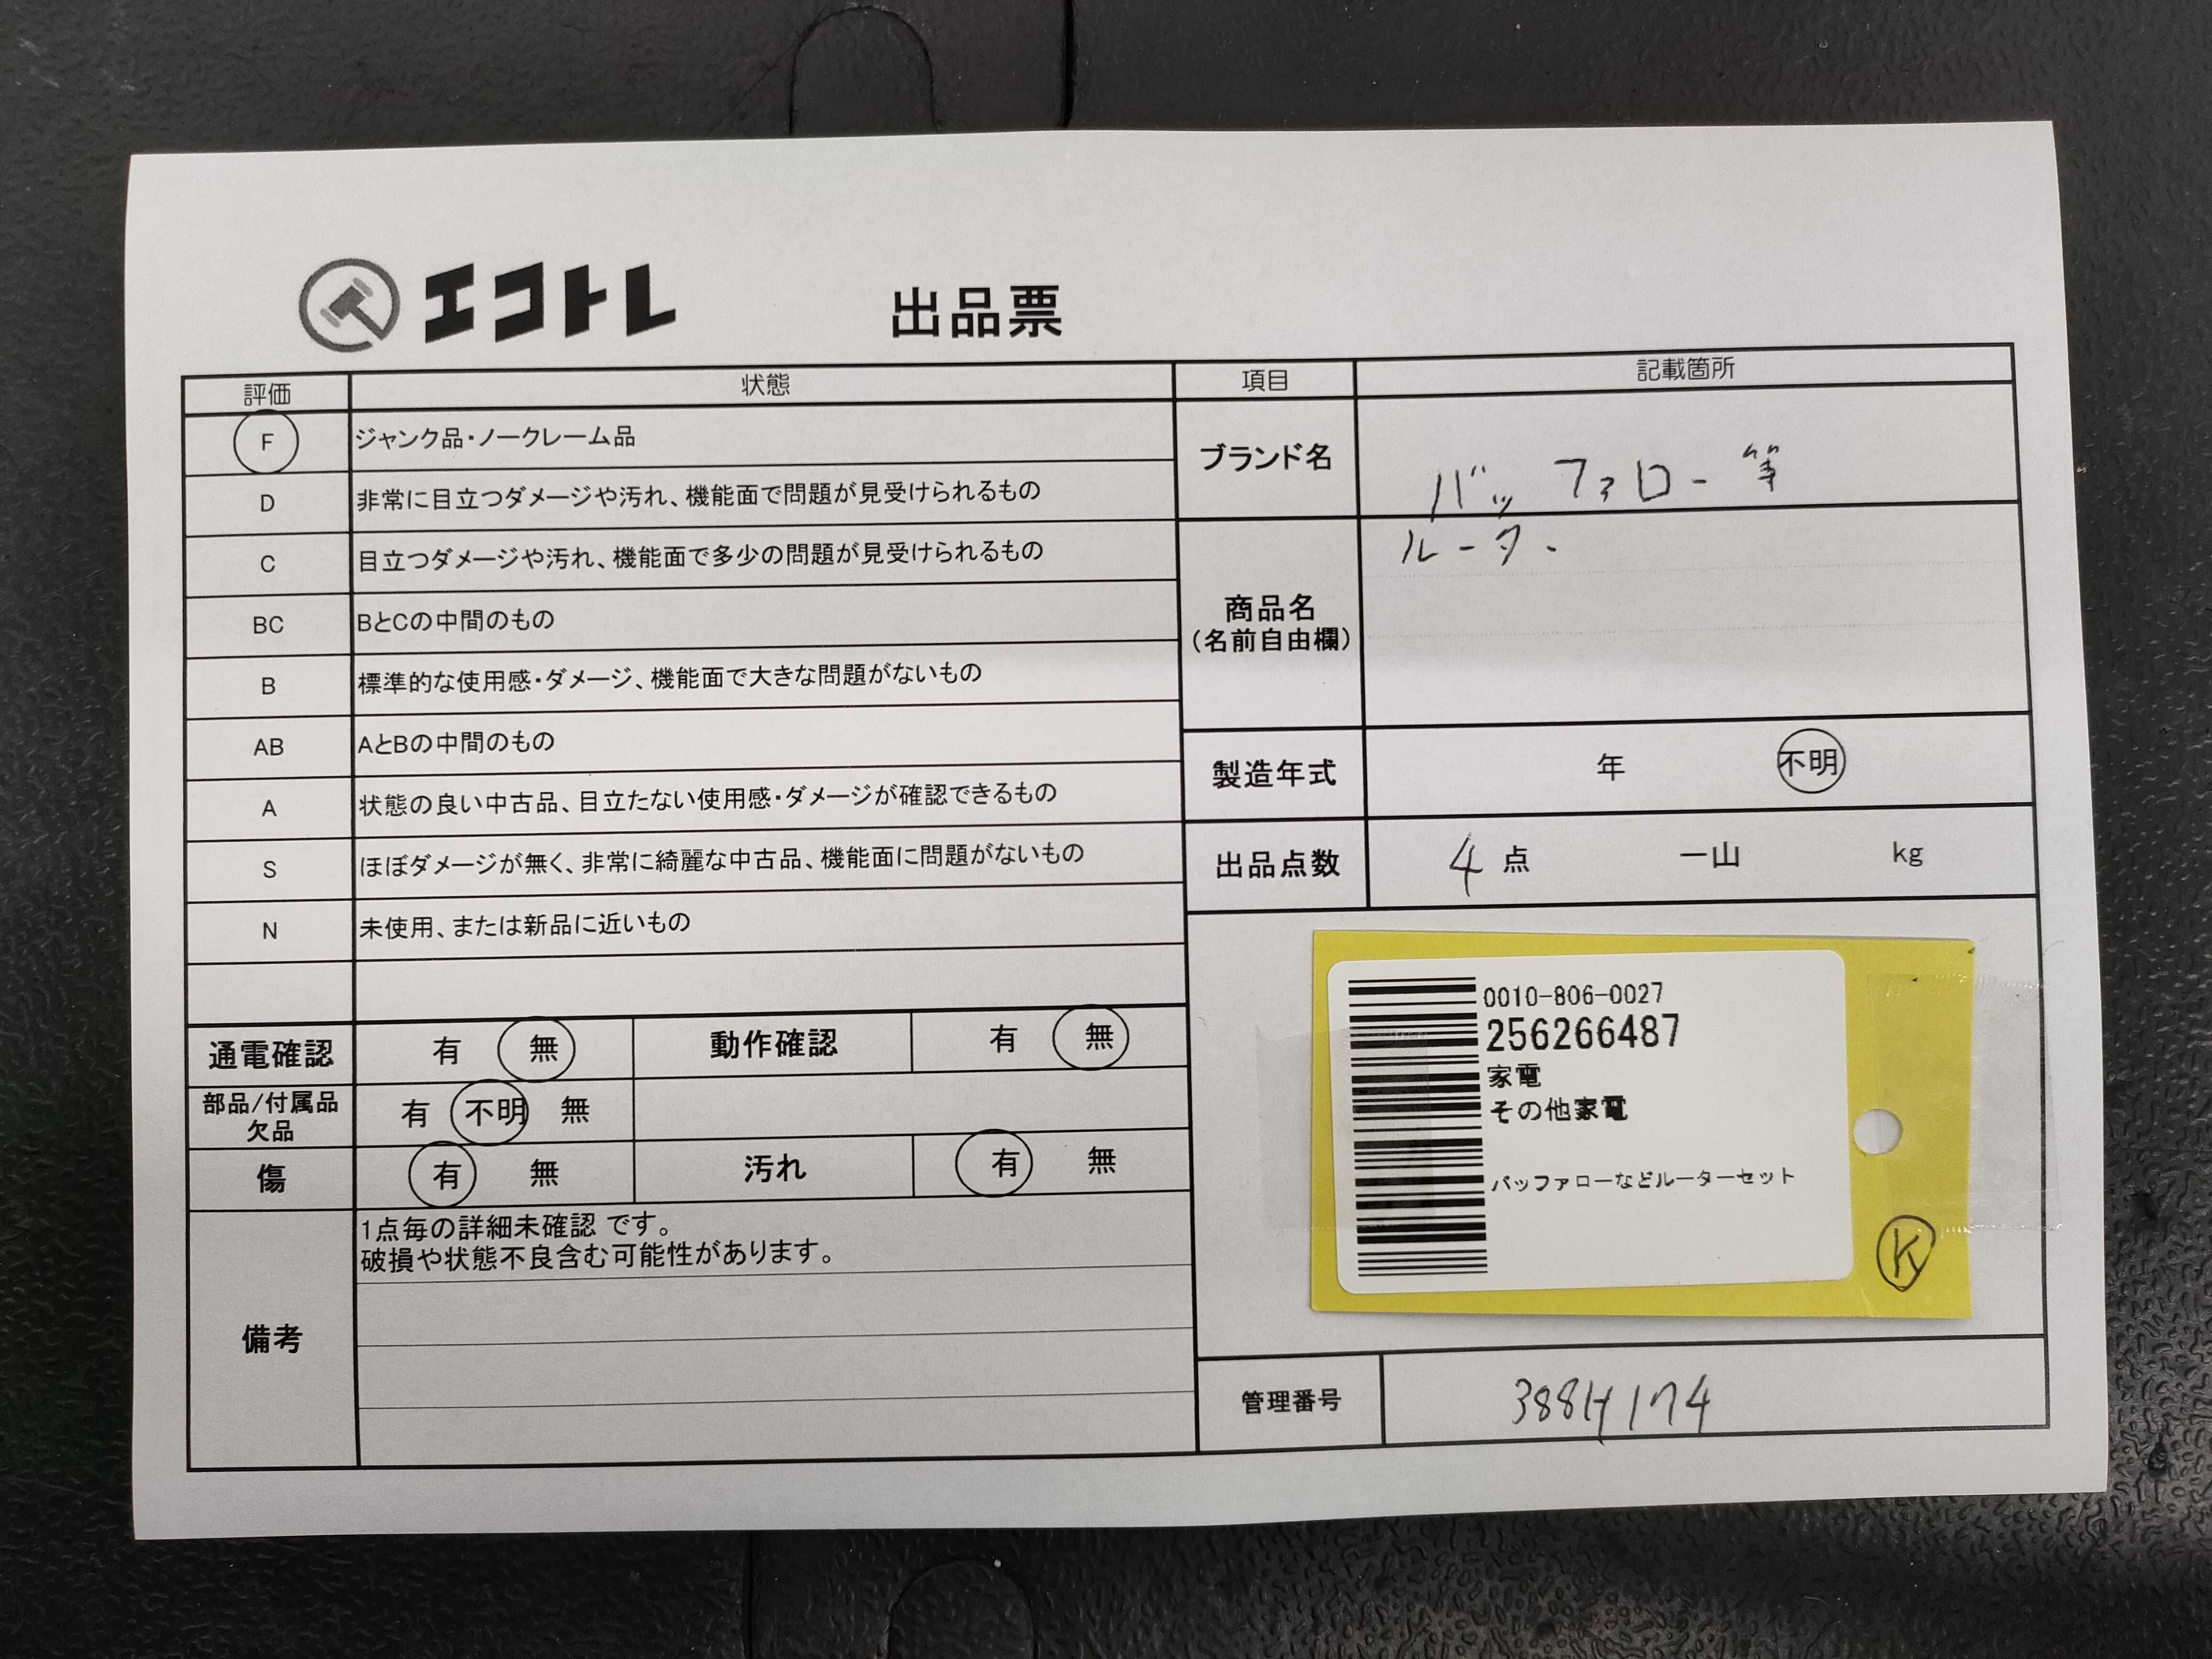 エコトレ
出品票
評価 状態
F ジャンク品・ノークレーム品
D 非常に目立つダメージや汚れ、機能面で問題が見受けられるもの
C 目立つダメージや汚れ、機能面で多少の問題が見受けられるもの
BC BとCの中間のもの
B 標準的な使用感・ダメージ、機能面で大きな問題がないもの
AB AとBの中間のもの
A 状態の良い中古品、目立たない使用感・ダメージが確認できるもの
S ほぼダメージが無く、非常に綺麗な中古品、機能面に問題がないもの
N 未使用、または新品に近いもの
通電確認 有 無 動作確認 有 無
部品/付属品
欠品 有 不明 無
傷 有 無 汚れ 有 無
備考
1点毎の詳細未確認 です。
破損や状態不良含む可能性があります。
項目 記載箇所
ブランド名 バッファロー等
商品名
(名前自由欄)
ルーター
製造年式 年 不明
出品点数 4 点 一山 kg
0010-806-0027
256266487
家電
その他家電
バッファローなどルーターセット
K
管理番号 388H174